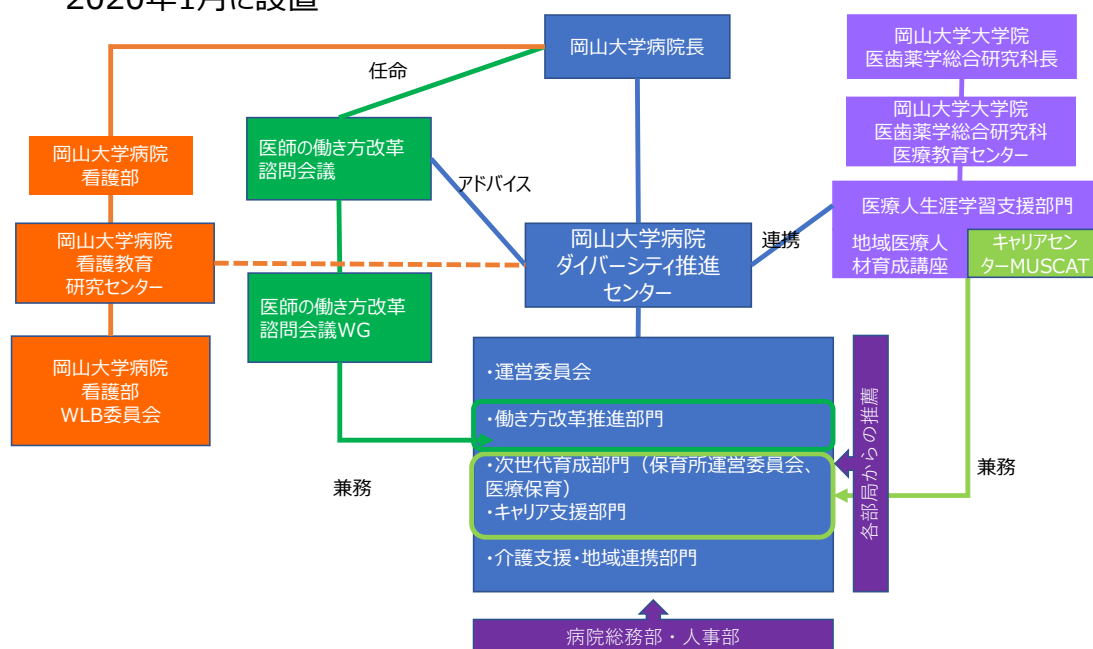 2020年1月に設置
岡山大学病院長
岡山大学大学院
医歯薬学総合研究科長
任命
岡山大学大学院
医歯薬学総合研究科
医療教育センター
医師の働き方改革
諮問会議
岡山大学病院
看護部
アドバイス
医療人生涯学習支援部門
地域医療人
材育成講座
キャリアセン
ターMUSCAT
連携
岡山大学病院
ダイバーシティ推進
センター
岡山大学病院
看護教育
研究センター
医師の働き方改革
諮問会議WG
岡山大学病院
看護部
WLB委員会
・運営委員会
・働き方改革推進部門
・次世代育成部門（保育所運営委員会、
医療保育）
・キャリア支援部門
・介護支援・地域連携部門
各部局からの推薦
兼務
兼務
病院総務部・人事部